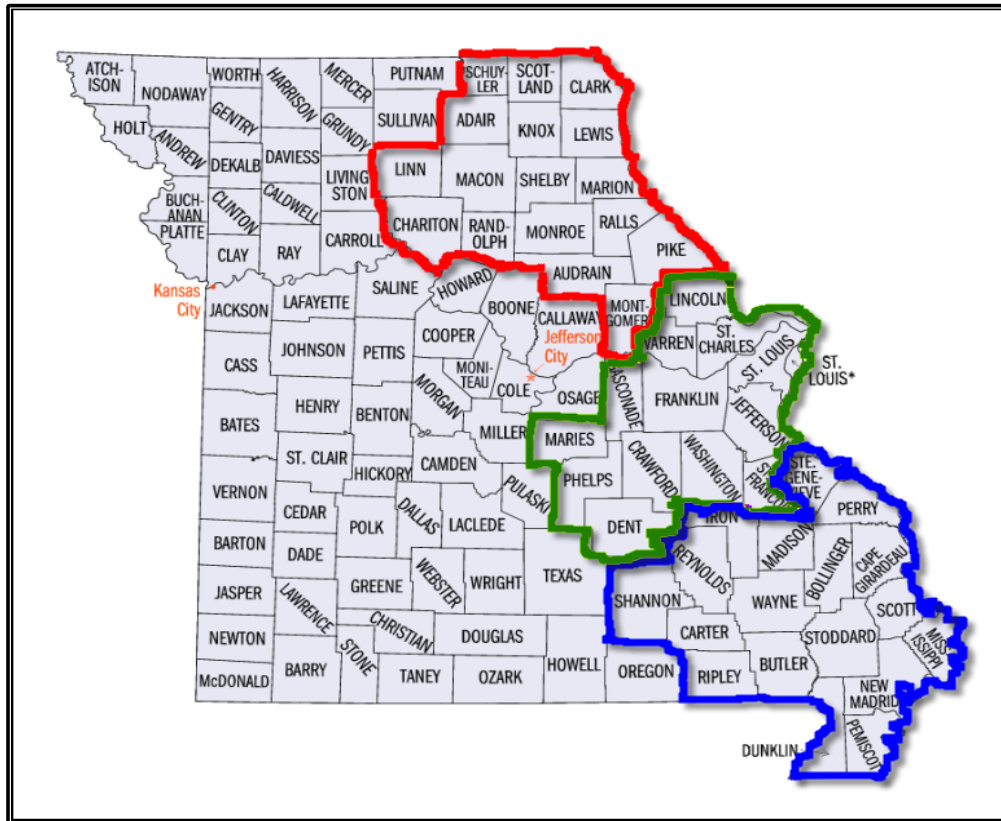 ATCH-
ISON
NODAWAY
WORTH
HARRISON
MERCER
PUTNAM
SCHUY-
LER
SCOT-
LAND
CLARK
HOLT
ANDREW
GENTRY
GRUNDY
SULLIVAN
ADAIR
KNOX
LEWIS
DEKALB
DAVIESS
LIVING
STON
LINN
MACON
SHELBY
MARION
BUCH-
ANAN
CLINTON
CALDWELL
PLATTE
CLAY
RAY
CARROLL
CHARITON
RAND-
OLPH
MONROE
RALLS
PIKE
Kansas
City
JACKSON
LAFAYETTE
SALINE
HOWARD
BOONE
AUDRAIN
CALLAWAY
MONT-
GOMER
LINCOLN
Jefferson
City
WARREN
ST.
CHARLES
ST. LOUIS
ST.
LOUIS*
CASS
JOHNSON
PETTIS
COOPER
MONI-
TEAU
COLE
OSAGE
GASCONADE
FRANKLIN
JEFFERSON
BATES
HENRY
BENTON
MORGAN
MILLER
MARIES
ST. CLAIR
HICKORY
CAMDEN
PULASKI
PHELPS
CRAWFORD
WASHINGTON
ST.
FRANCOI
STE.
GENE-
VIEVE
PERRY
VERNON
CEDAR
POLK
DALLAS
LACLEDE
DENT
IRON
MADISON
BARTON
DADE
TEXAS
REYNOLDS
BOLLINGER
CAPE
GIRARDEAU
JASPER
LAWRENCE
GREENE
WEBSTER
WRIGHT
SHANNON
WAYNE
SCOTT
NEWTON
CHRISTIAN
DOUGLAS
CARTER
STODDARD
MISS-
ISSIPPI
McDONALD
BARRY
STONE
TANEY
OZARK
HOWELL
OREGON
RIPLEY
BUTLER
NEW
MADRID
DUNKLIN
PEMISCOT